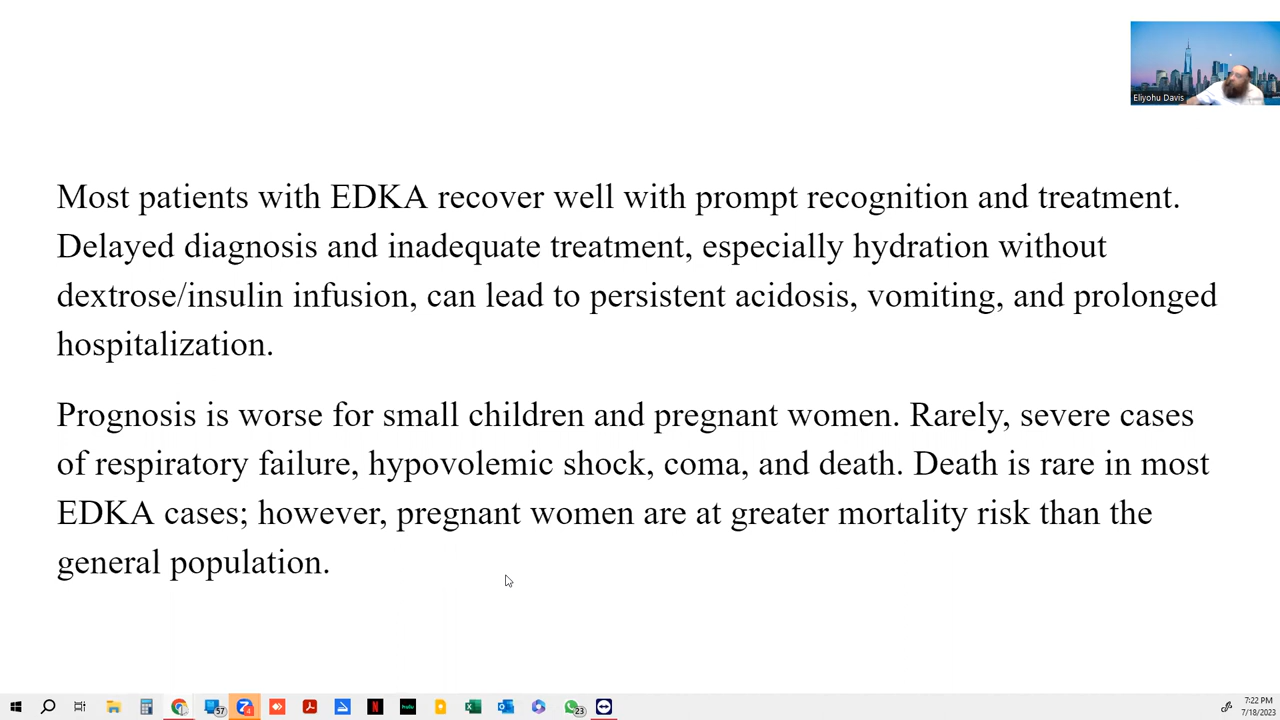 Eliyohu Davis
Most patients with EDKA recover well with prompt recognition and treatment.
Delayed diagnosis and inadequate treatment, especially hydration without
dextrose/insulin infusion, can lead to persistent acidosis, vomiting, and prolonged
hospitalization.
Prognosis is worse for small children and pregnant women. Rarely, severe cases
of respiratory failure, hypovolemic shock, coma, and death. Death is rare in most
EDKA cases; however, pregnant women are at greater mortality risk than the
general population.
57
23
7:22 PM
7/18/2023